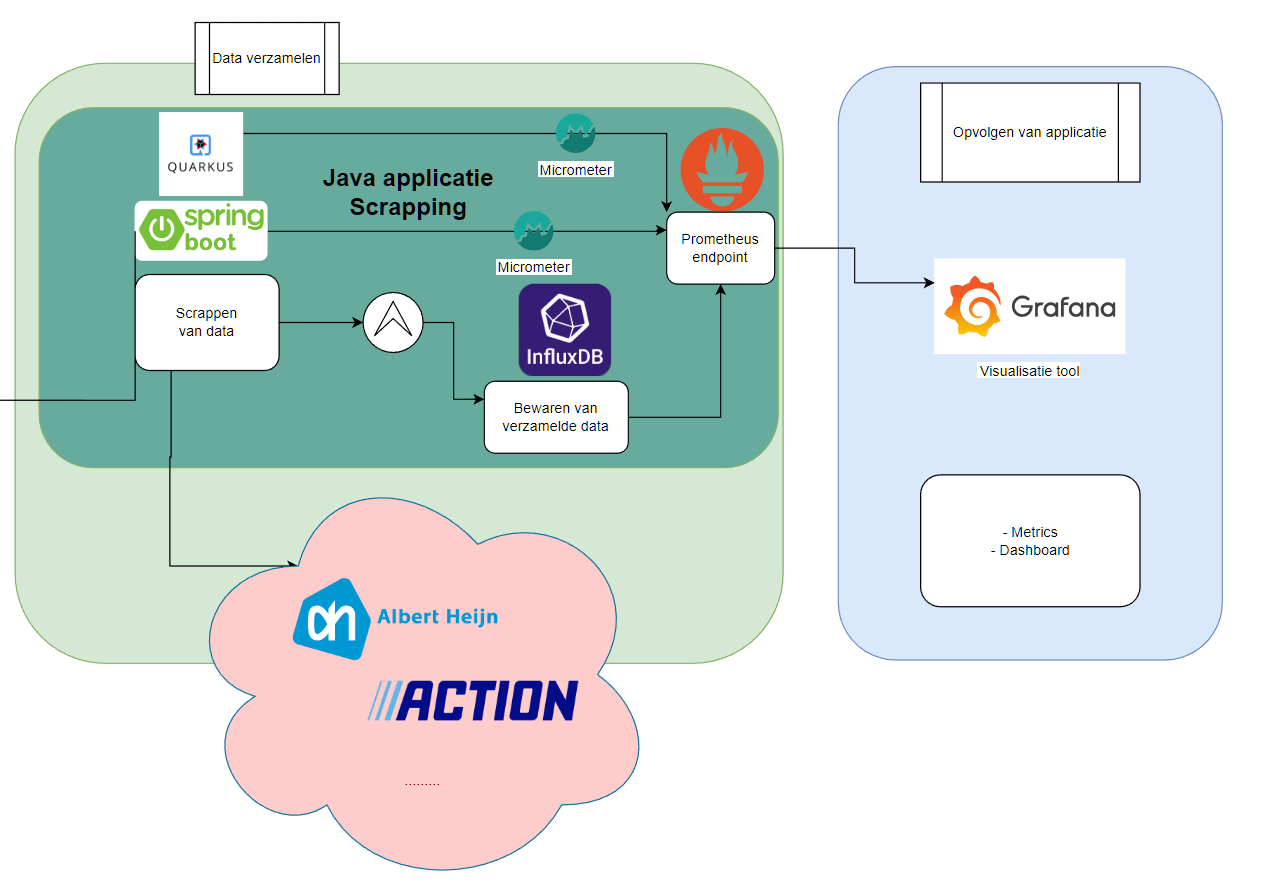 Data verzamelen
QUARKUS
Micrometer
Java applicatie
Scrapping
spring
boot
Micrometer
Prometheus
endpoint
Scrappen
van data
InfluxDB
Bewaren van
verzamelde data
Albert Heijn
ACTION
.........
Opvolgen van applicatie
Grafana
Visualisatie tool
- Metrics
- Dashboard